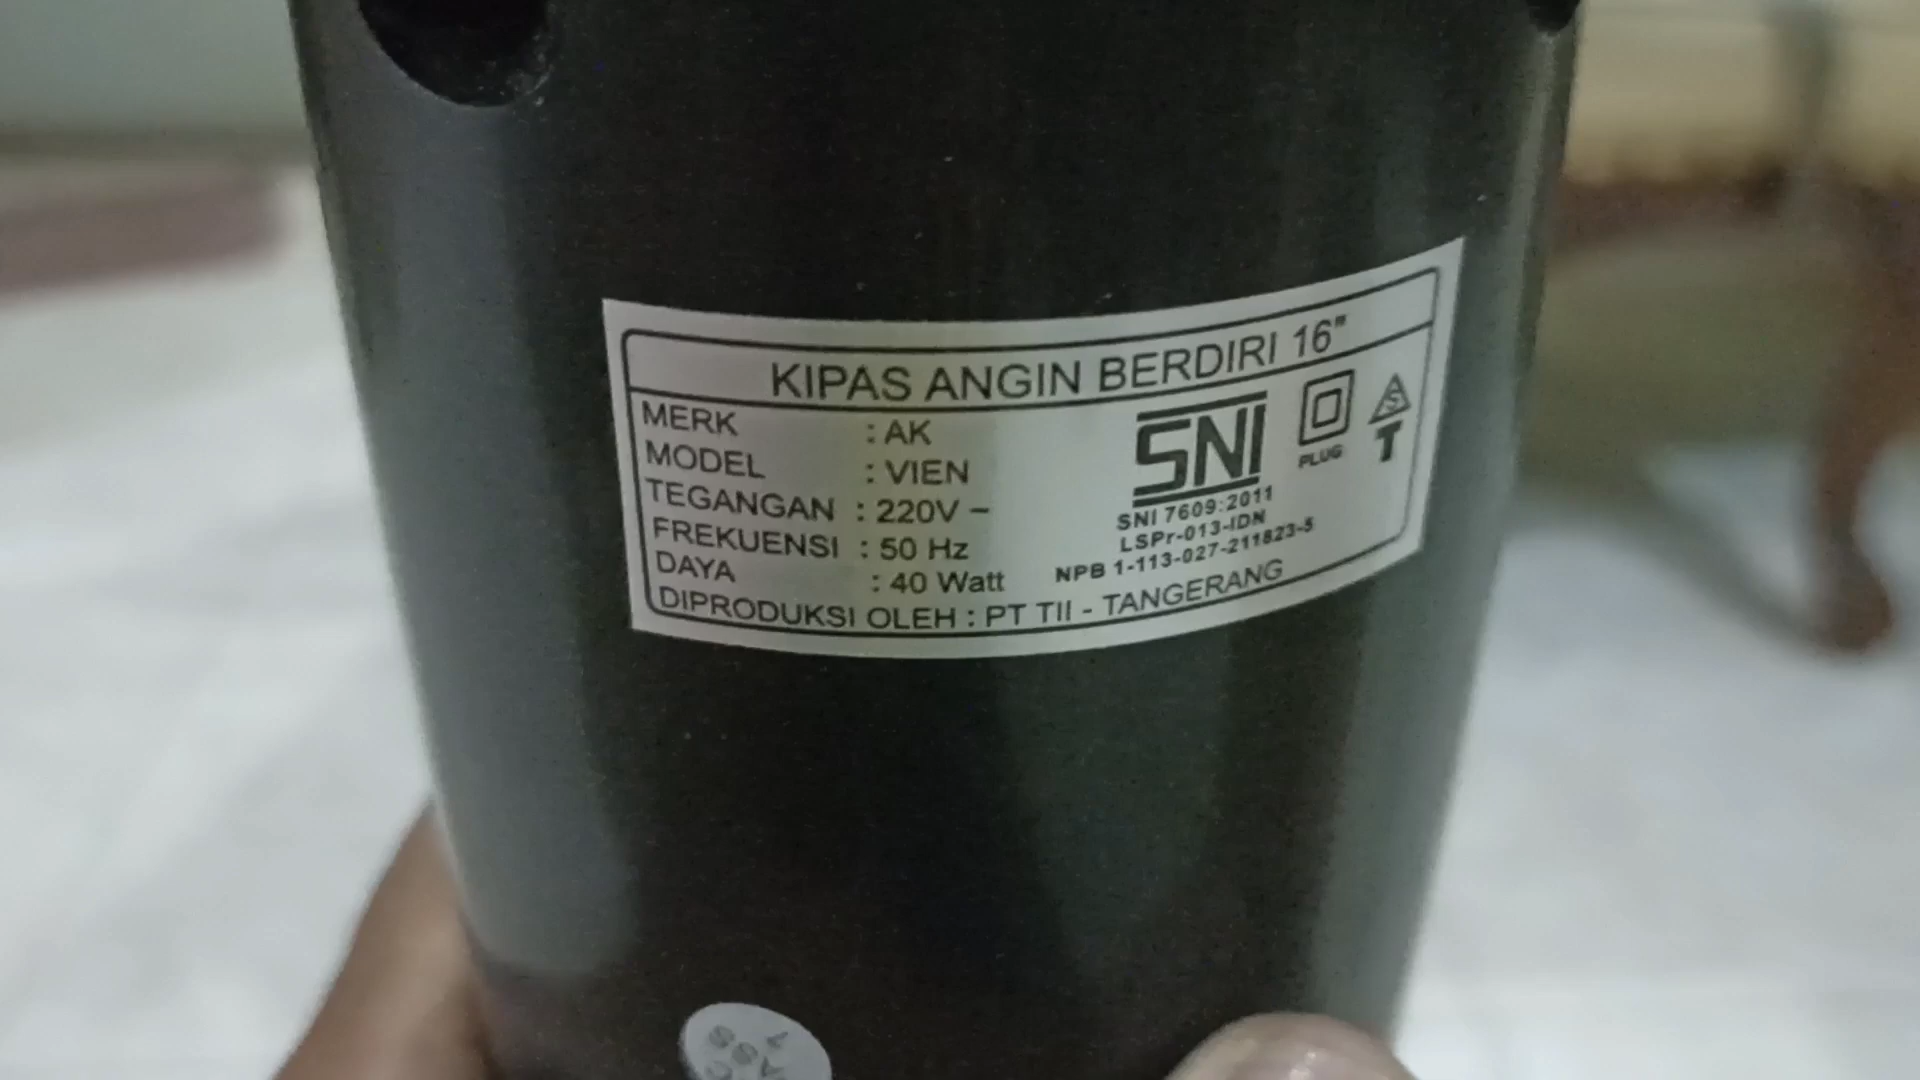 KIPAS ANGIN BERDIRI 16"
MERK : AK
MODEL : VIEN
TEGANGAN : 220V ~
FREKUENSI : 50 Hz
DAYA : 40 Watt
DIPRODUKSI OLEH : PT TII - TANGERANG
SNI
SNI 7609:2011
LSPr-013-IDN
NPB 1-113-027-211823-5
PLUG
S
T